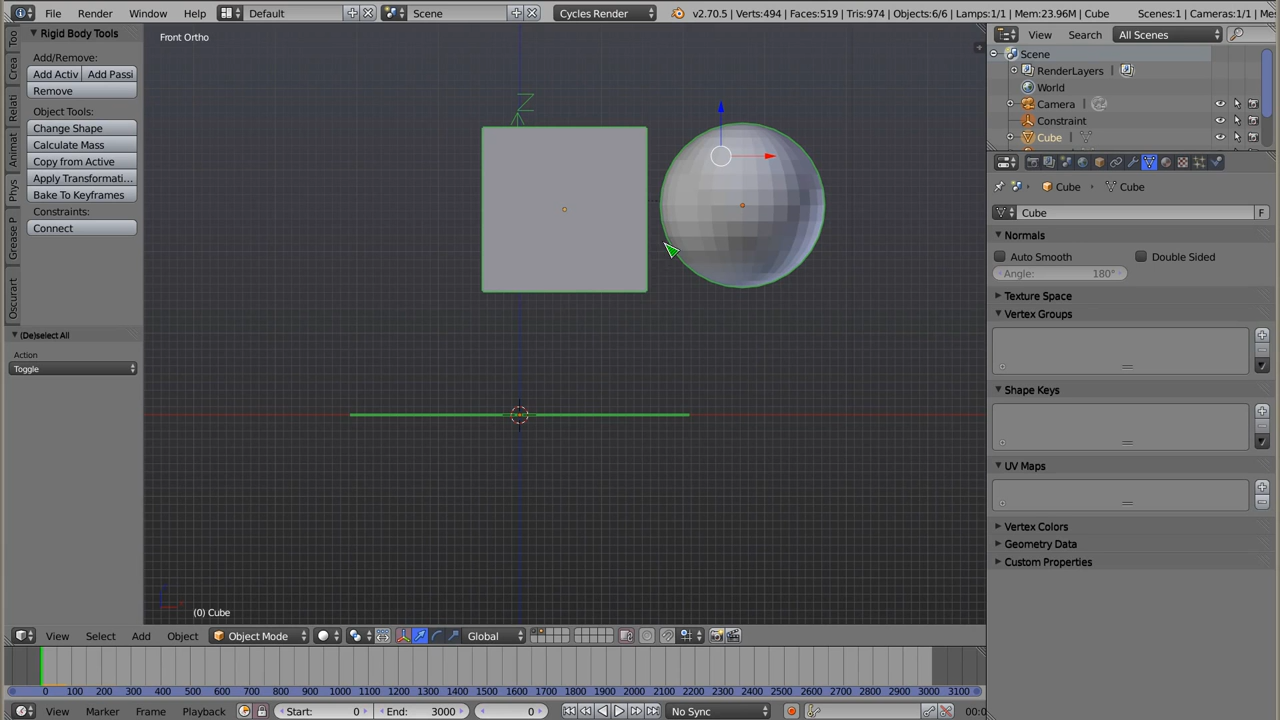 File Render Window Help Default Scene Cycles Render v2.70.5 | Verts:494 | Faces:519 | Tris:974 | Objects:6/6 | Lamps:1/1 | Mem:23.96M | Cube Scenes:1 | Cameras:1/1 | Me
Rigid Body Tools
Add/Remove:
Add Activ Add Passi
Remove
Object Tools:
Change Shape
Calculate Mass
Copy from Active
Apply Transformati...
Bake To Keyframes
Constraints:
Connect
(De)select All
Action
Toggle
Too
Crea
Relati
Animat
Phys
Grease P
Oscurart
Front Ortho
Z
(0) Cube
View Search All Scenes
Scene
RenderLayers
World
Camera
Constraint
Cube
Cube Cube
Cube F
Normals
Auto Smooth Double Sided
Angle: 180°
Texture Space
Vertex Groups
Shape Keys
UV Maps
Vertex Colors
Geometry Data
Custom Properties
View Select Add Object Object Mode Global
0 100 200 300 400 500 600 700 800 900 1000 1100 1200 1300 1400 1500 1600 1700 1800 1900 2000 2100 2200 2300 2400 2500 2600 2700 2800 2900 3000 3100
View Marker Frame Playback Start: 0 End: 3000 0 No Sync 00:0